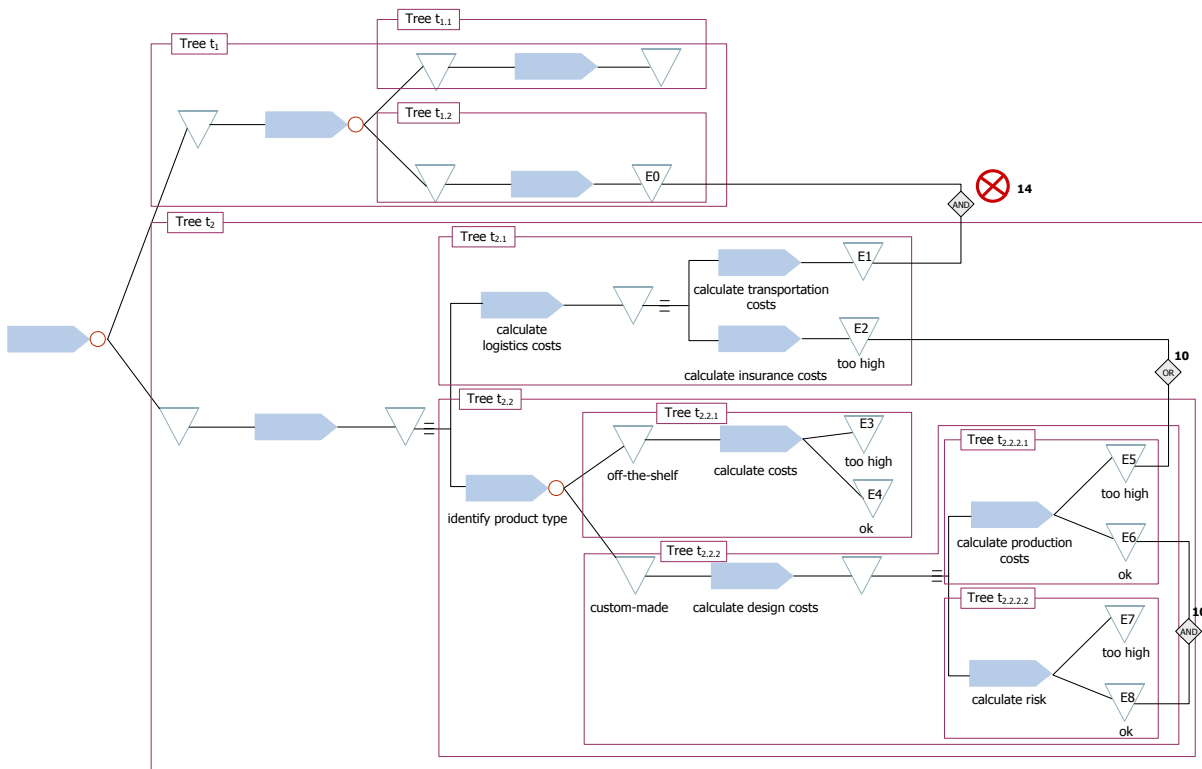 Tree t1.1
Tree t1
Tree t1.2
E0
14
AND
Tree t2
Tree t2.1
E1
calculate transportation
costs
calculate
logistics costs
E2
too high
calculate insurance costs
10
OR
Tree t2.2
Tree t2.2.1
E3
too high
off-the-shelf
calculate costs
E4
ok
identify product type
Tree t2.2.2.1
E5
too high
calculate production
costs
E6
ok
Tree t2.2.2
custom-made
calculate design costs
Tree t2.2.2.2
E7
too high
16
AND
calculate risk
E8
ok